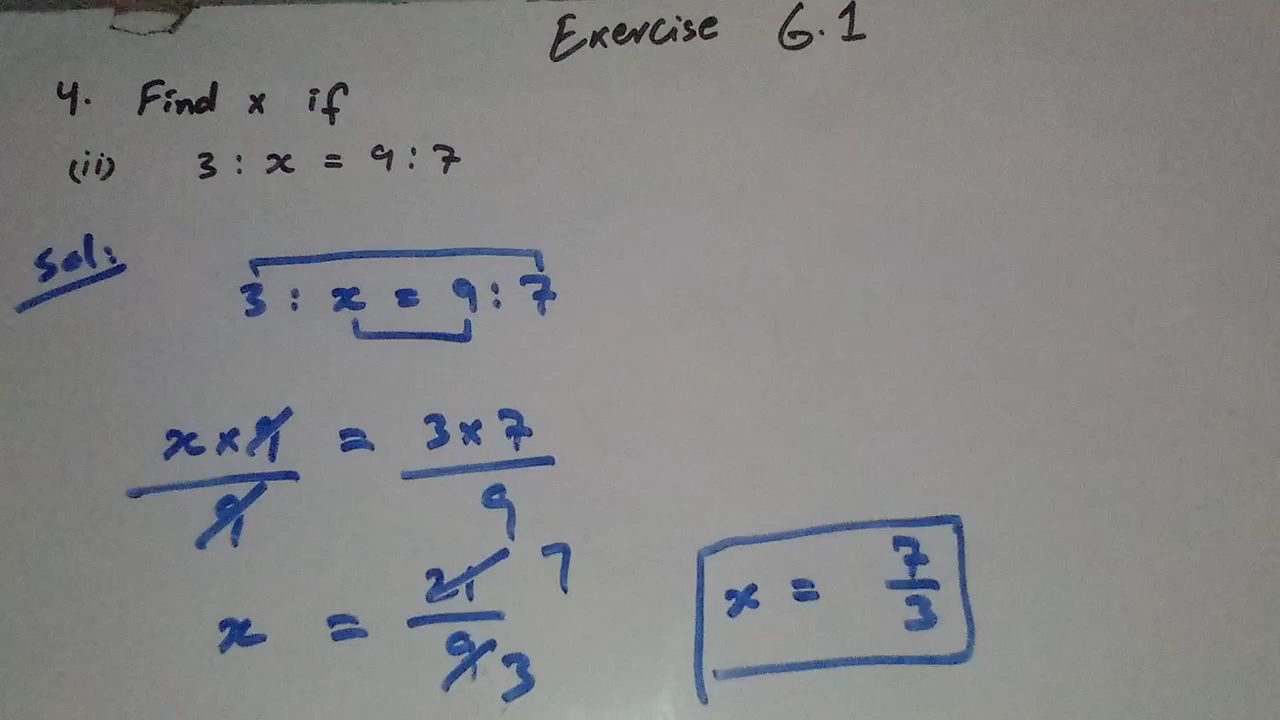 Exercise 6.1
4. Find x if
(ii) 3 : x = 9 : 7
Sol:
3 : x = 9 : 7
x × 9 = 3 × 7
9 9
x = 21 7
9 3
x = 7
3